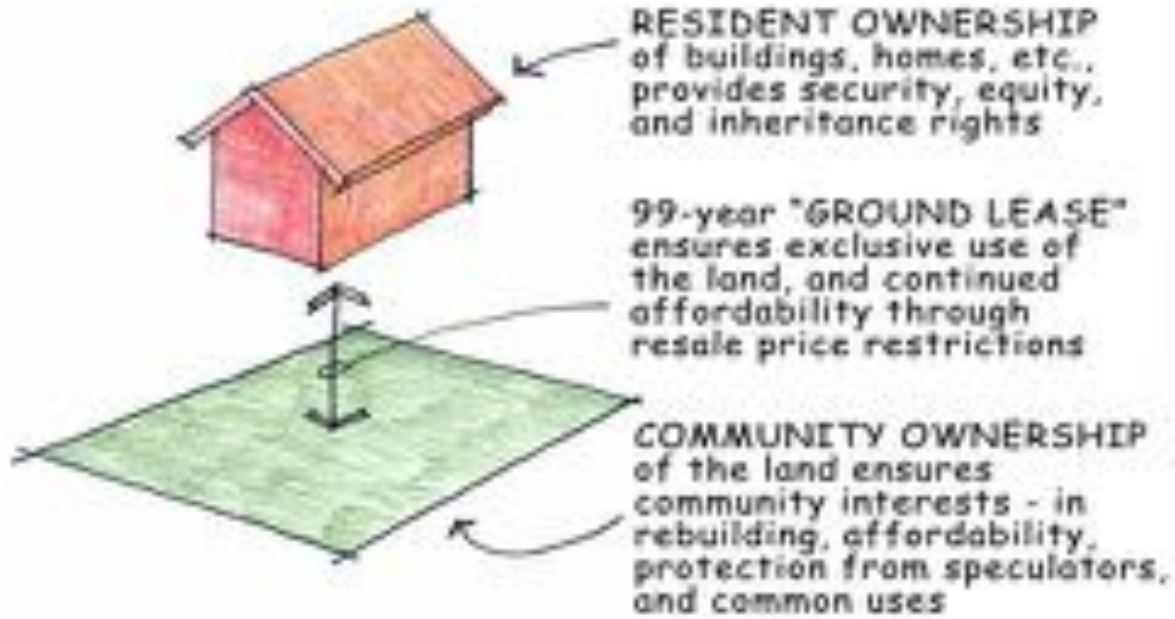 RESIDENT OWNERSHIP
of buildings, homes, etc.,
provides security, equity,
and inheritance rights
99-year "GROUND LEASE"
ensures exclusive use of
the land, and continued
affordability through
resale price restrictions
COMMUNITY OWNERSHIP
of the land ensures
community interests - in
rebuilding, affordability,
protection from speculators,
and common uses